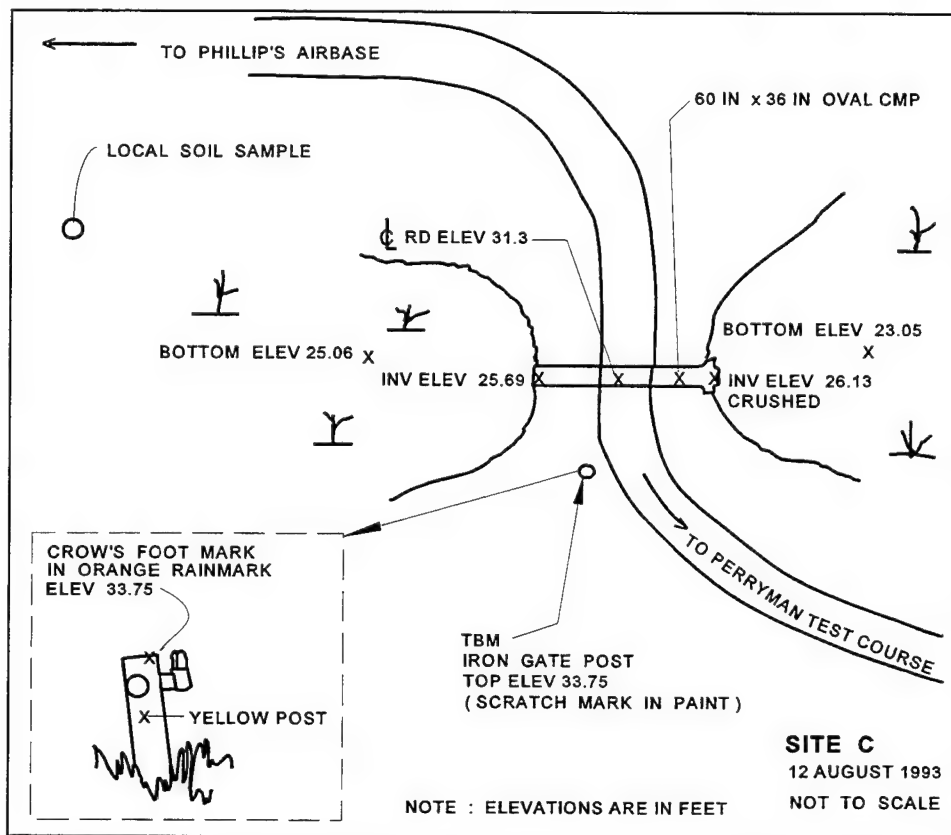 TO PHILLIP'S AIRBASE
60 IN x 36 IN OVAL CMP
LOCAL SOIL SAMPLE
℄ RD ELEV 31.3
BOTTOM ELEV 23.05
BOTTOM ELEV 25.06 X
INV ELEV 25.69
INV ELEV 26.13
CRUSHED
TO PERRYMAN TEST COURSE
CROW'S FOOT MARK
IN ORANGE RAINMARK
ELEV 33.75
YELLOW POST
TBM
IRON GATE POST
TOP ELEV 33.75
( SCRATCH MARK IN PAINT )
SITE C
12 AUGUST 1993
NOTE : ELEVATIONS ARE IN FEET
NOT TO SCALE